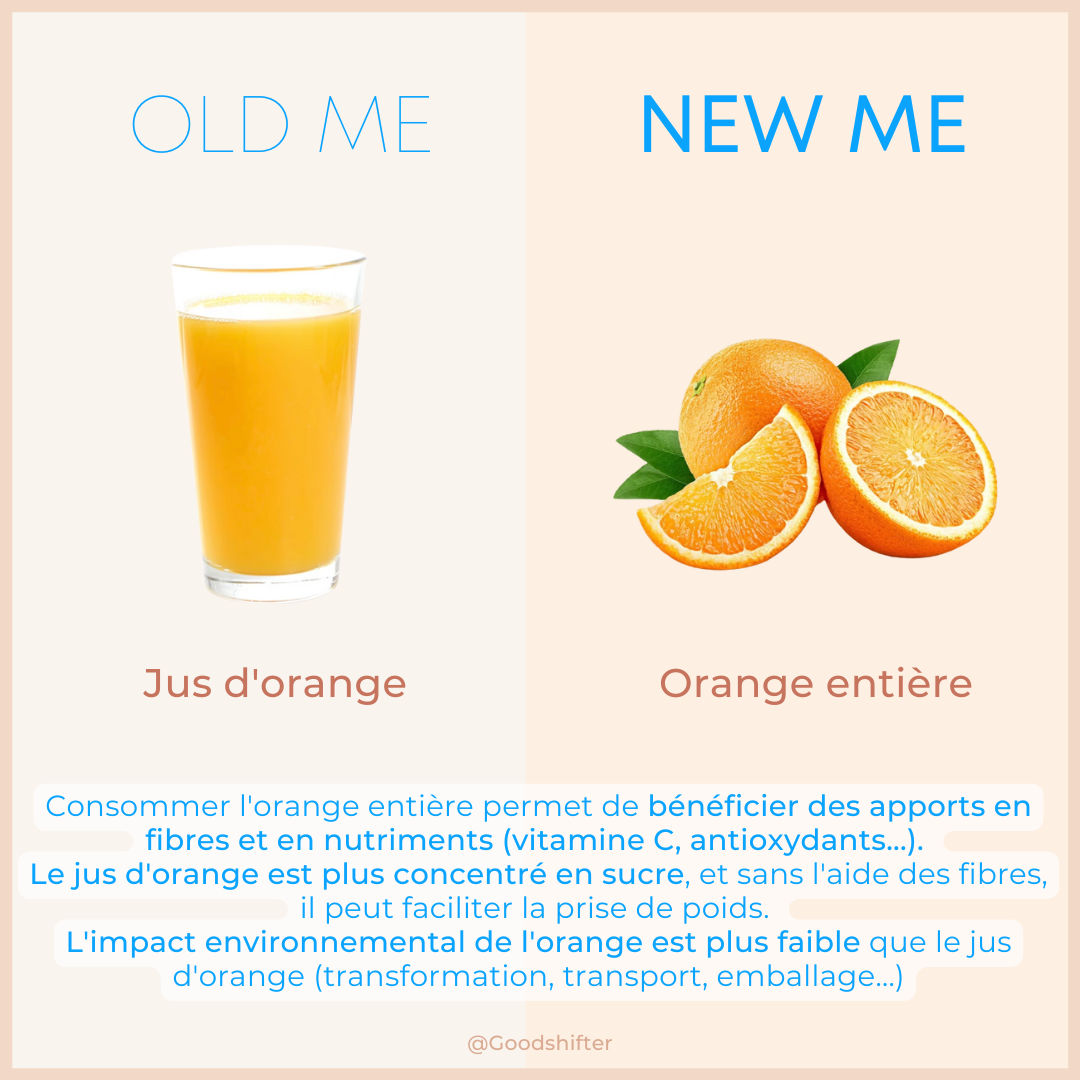 OLD ME
NEW ME
Jus d'orange
Orange entière
Consommer l'orange entière permet de bénéficier des apports en
fibres et en nutriments (vitamine C, antioxydants...).
Le jus d'orange est plus concentré en sucre, et sans l'aide des fibres,
il peut faciliter la prise de poids.
L'impact environnemental de l'orange est plus faible que le jus
d'orange (transformation, transport, emballage...)
@Goodshifter